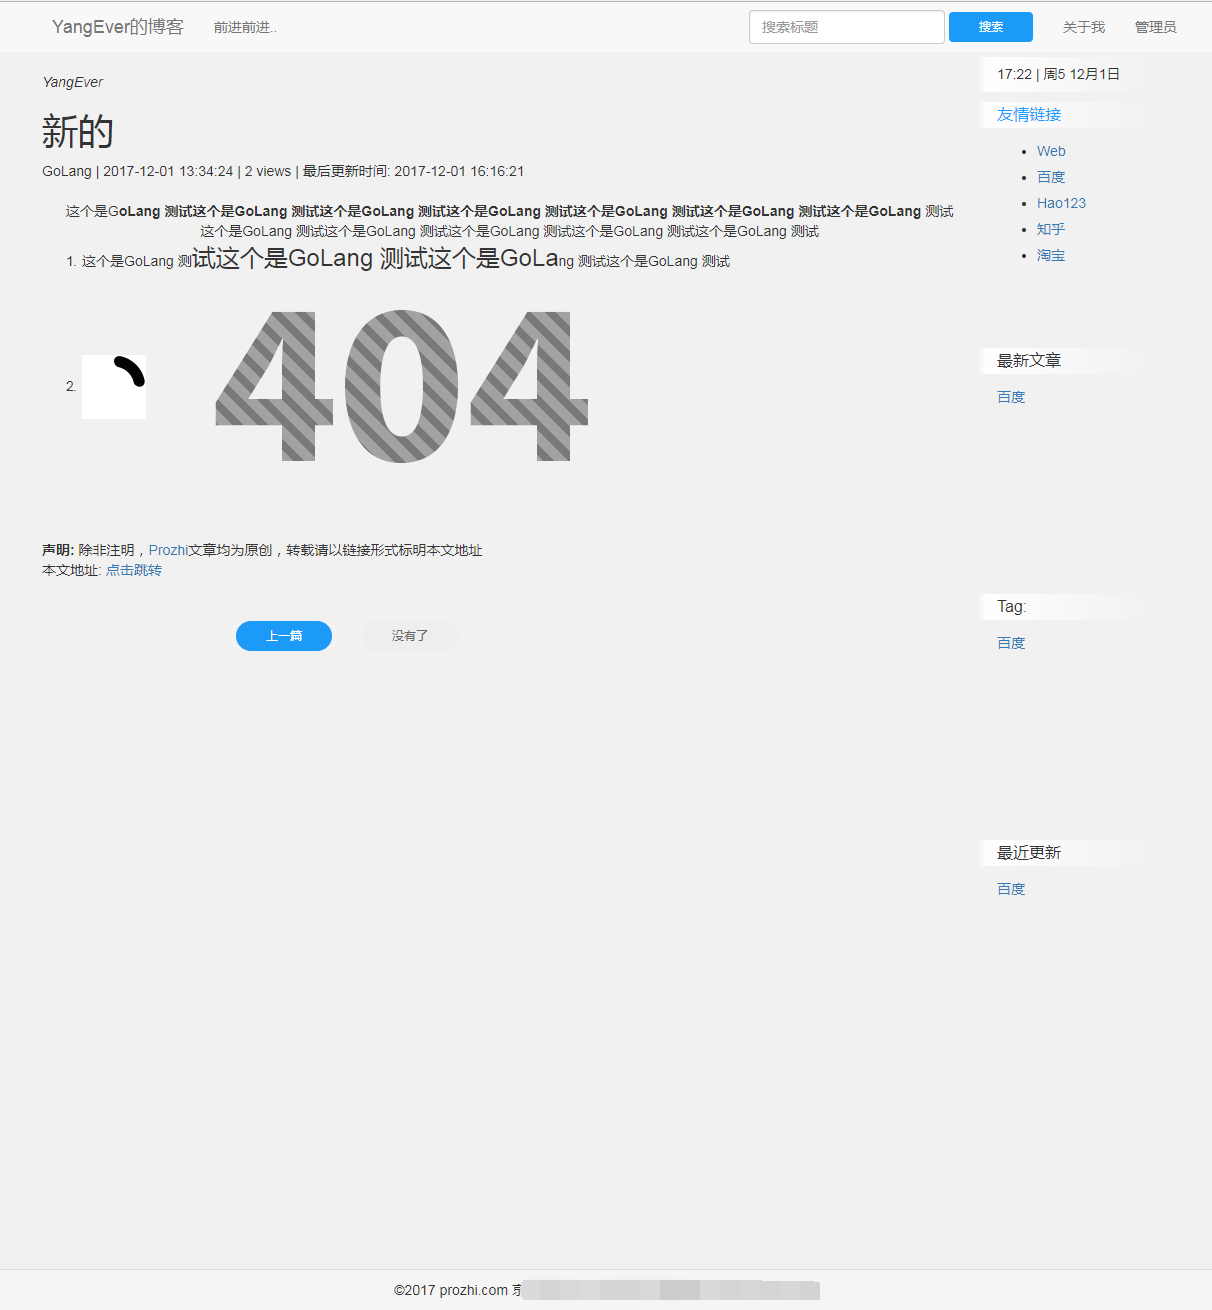 YangEver的博客 前进前进.. 搜索标题 搜索 关于我 管理员
YangEver
新的
GoLang | 2017-12-01 13:34:24 | 2 views | 最后更新时间: 2017-12-01 16:16:21
这个是GoLang 测试这个是GoLang 测试这个是GoLang 测试这个是GoLang 测试这个是GoLang 测试这个是GoLang 测试这个是GoLang 测试
这个是GoLang 测试这个是GoLang 测试这个是GoLang 测试这个是GoLang 测试这个是GoLang 测试
1. 这个是GoLang 测试这个是GoLang 测试这个是GoLang 测试这个是GoLang 测试
2. 404
声明: 除非注明，Prozhi文章均为原创，转载请以链接形式标明本文地址
本文地址: 点击跳转
上一篇 没有了
17:22 | 周5 12月1日
友情链接
Web
百度
Hao123
知乎
淘宝
最新文章
百度
Tag:
百度
最近更新
百度
©2017 prozhi.com